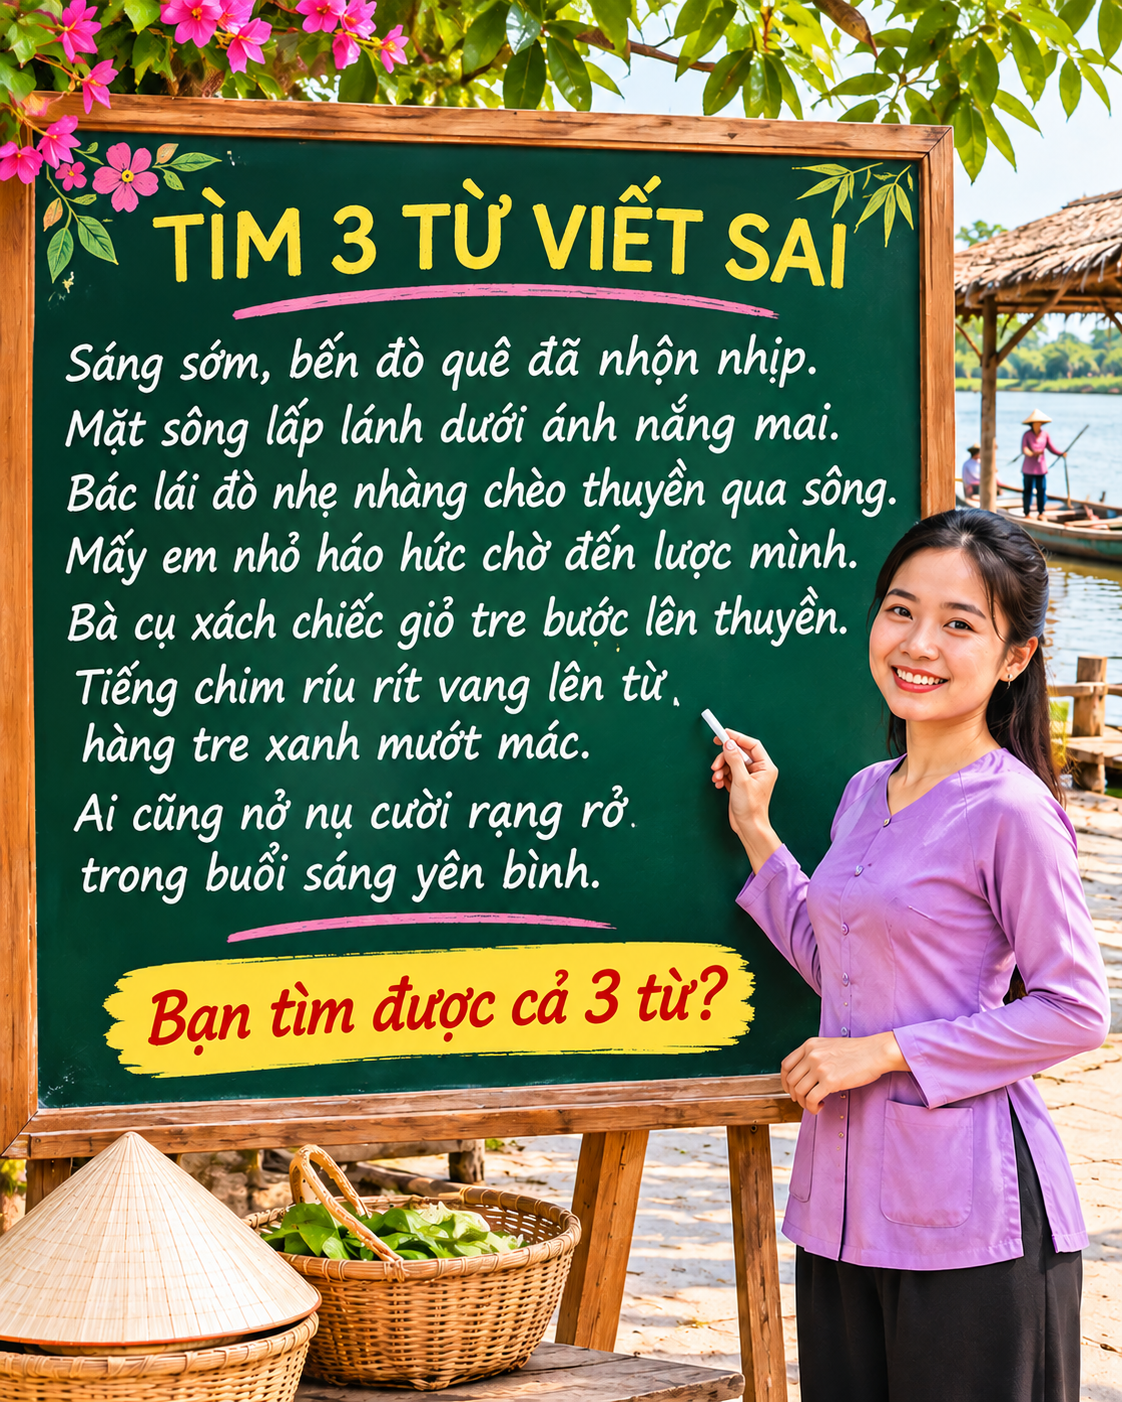 TÌM 3 TỪ VIẾT SAI
Sáng sớm, bến đò quê đã nhộn nhịp.
Mặt sông lấp lánh dưới ánh nắng mai.
Bác lái đò nhẹ nhàng chèo thuyền qua sông.
Mấy em nhỏ háo hức chờ đến lược mình.
Bà cụ xách chiếc giỏ tre bước lên thuyền.
Tiếng chim ríu rít vang lên từ
hàng tre xanh mướt mác.
Ai cũng nở nụ cười rạng rở.
trong buổi sáng yên bình.
Bạn tìm được cả 3 từ?